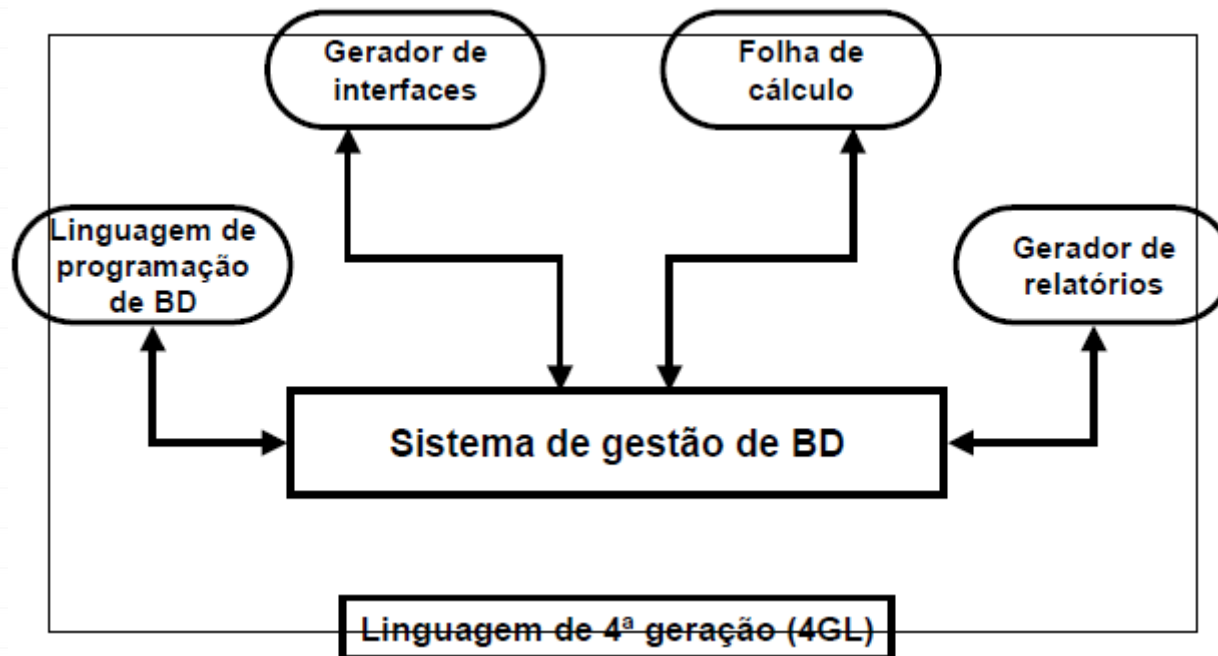 Gerador de
interfaces
Folha de
cálculo
Linguagem de
programação
de BD
Gerador de
relatórios
Sistema de gestão de BD
Linguagem de 4ª geração (4GL)